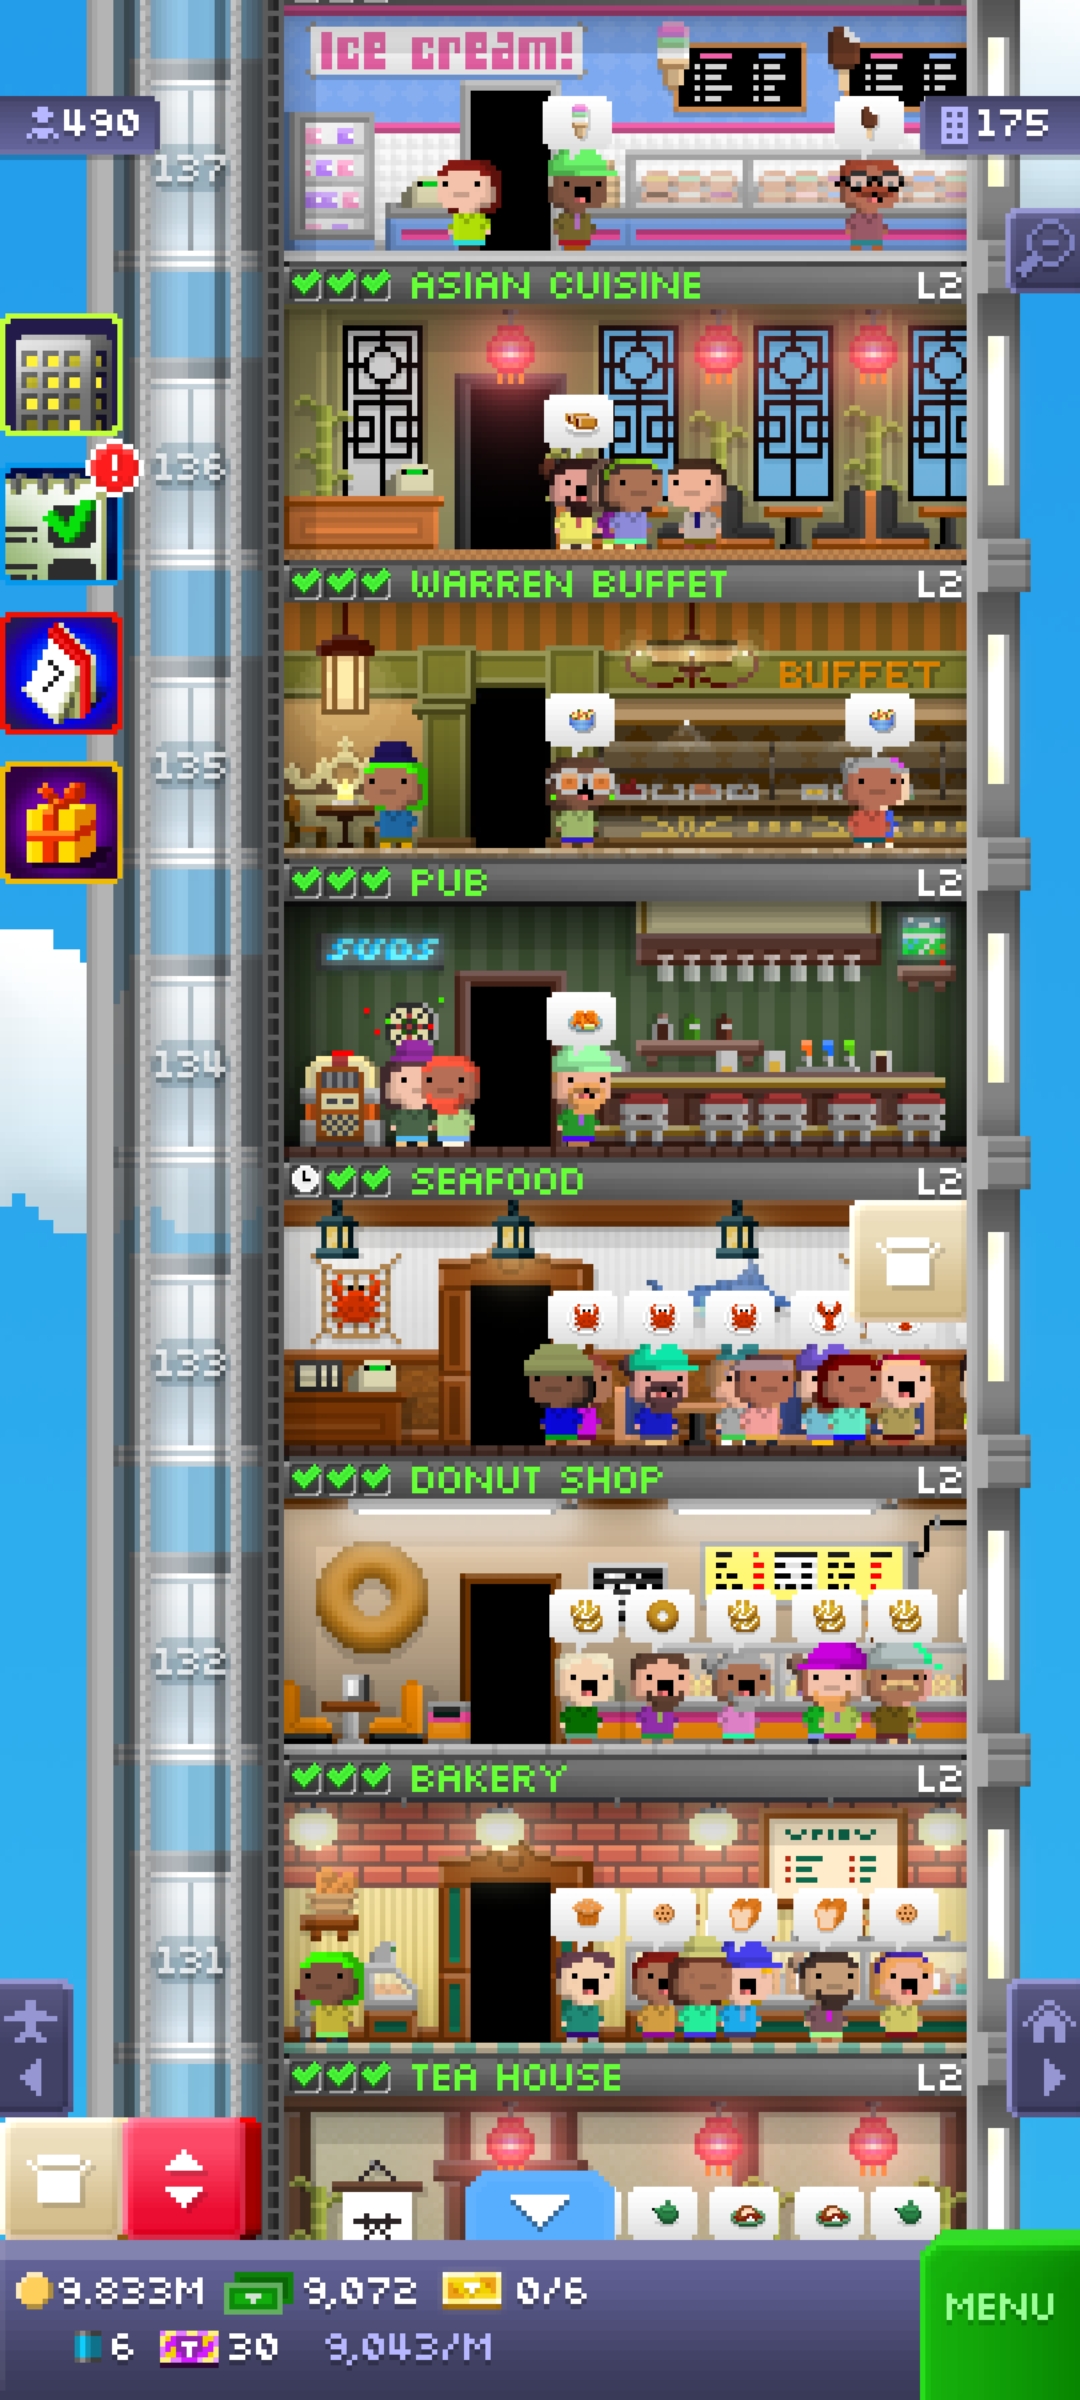 Ice cream!
490
175
137
ASIAN CUISINE L2
136
WARREN BUFFET L2
BUFFET
135
PUB L2
SUDS
134
SEAFOOD L2
133
DONUT SHOP L2
132
BAKERY L2
131
TEA HOUSE L2
9.833M 9,072 0/6
MENU
6 T 30 9,043/M